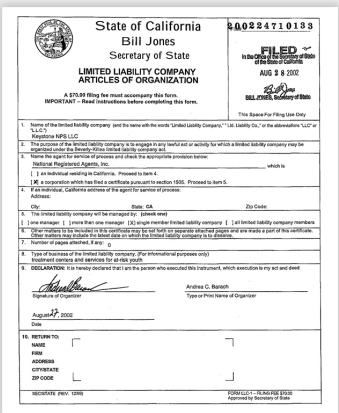 State of California
Bill Jones
Secretary of State
200224710133
FILED
In the Office of the Secretary of State
of the State of California
AUG 28 2002
BILL JONES, Secretary of State
LIMITED LIABILITY COMPANY
ARTICLES OF ORGANIZATION
A $70.00 filing fee must accompany this form.
IMPORTANT – Read instructions before completing this form.
This Space For Filing Use Only
1. Name of the limited liability company (end the name with the words "Limited Liability Company," "Ltd. Liability Co.," or the abbreviations "LLC" or "L.L.C.")
Keystone NPS LLC
2. The purpose of the limited liability company is to engage in any lawful act or activity for which a limited liability company may be
organized under the Beverly-Killea limited liability company act.
3. Name the agent for service of process and check the appropriate provision below:
National Registered Agents, Inc. which is
[ ] an individual residing in California. Proceed to item 4.
[X] a corporation which has filed a certificate pursuant to section 1505. Proceed to item 5.
4. If an individual, California address of the agent for service of process:
Address:
City: State: CA Zip Code:
5. The limited liability company will be managed by: (check one)
[ ] one manager [ ] more than one manager [X] single member limited liability company [ ] all limited liability company members
6. Other matters to be included in this certificate may be set forth on separate attached pages and are made a part of this certificate.
Other matters may include the latest date on which the limited liability company is to dissolve.
7. Number of pages attached, if any: 0
8. Type of business of the limited liability company. (For informational purposes only)
treatment centers and services for at-risk youth
9. DECLARATION: It is hereby declared that I am the person who executed this instrument, which execution is my act and deed.
Signature of Organizer
Andrea C. Barach
Type or Print Name of Organizer
August 27, 2002
Date
10. RETURN TO:
NAME
FIRM
ADDRESS
CITY/STATE
ZIP CODE
SEC/STATE (REV. 12/99)
FORM LLC-1 – FILING FEE $70.00
Approved by Secretary of State